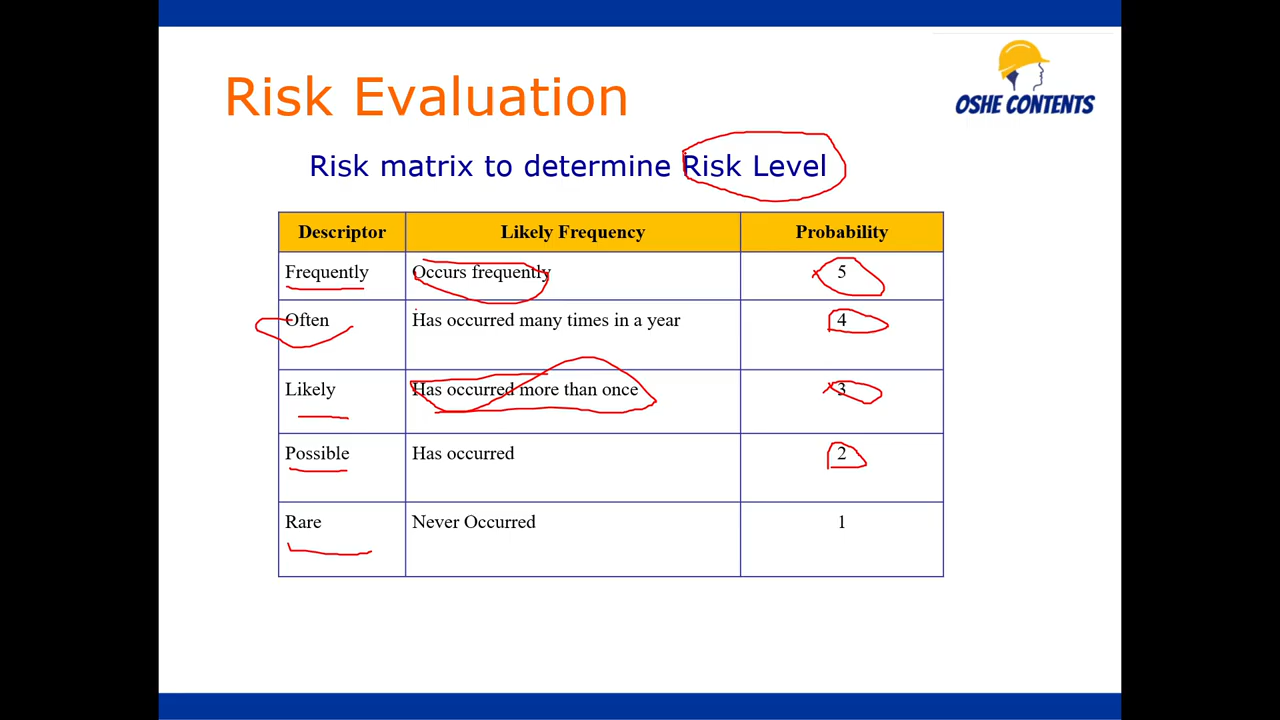 OSHE CONTENTS
Risk Evaluation
Risk matrix to determine Risk Level
Descriptor Likely Frequency Probability
Frequently Occurs frequently 5
Often Has occurred many times in a year 4
Likely Has occurred more than once 3
Possible Has occurred 2
Rare Never Occurred 1